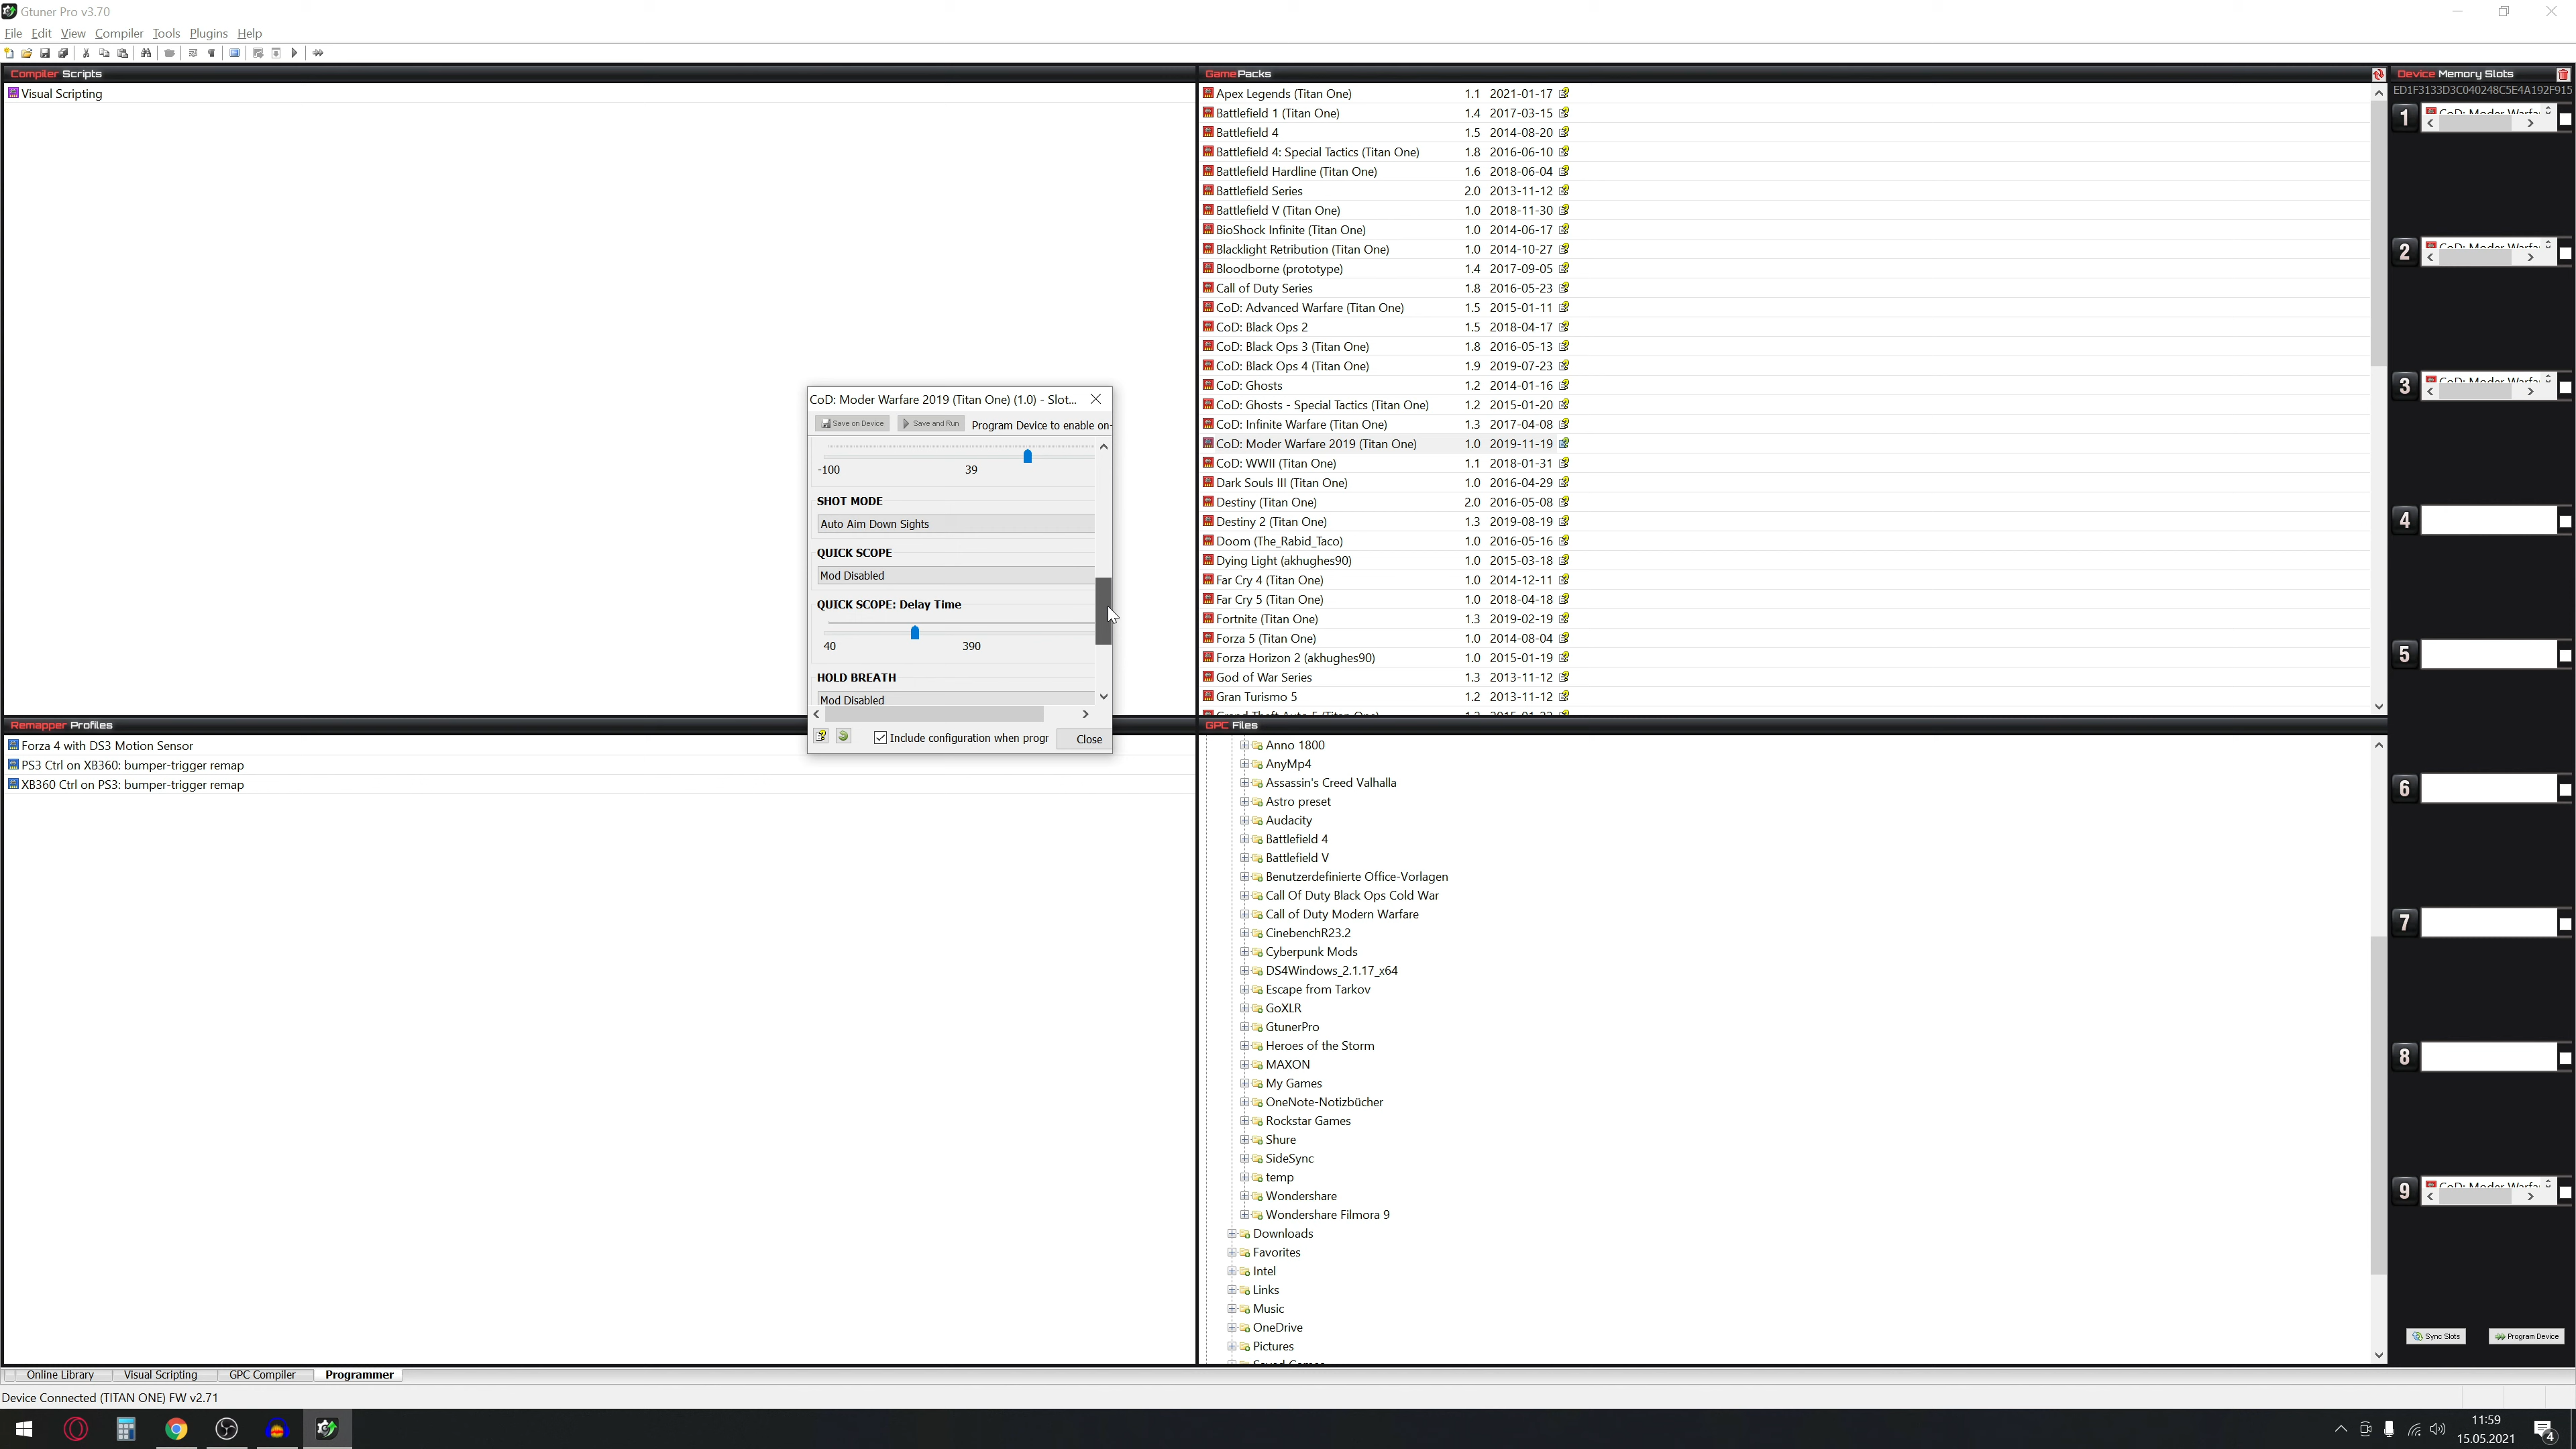 Gtuner Pro v3.70
File Edit View Compiler Tools Plugins Help
Compiler Scripts
Visual Scripting
GamePacks
Apex Legends (Titan One) 1.1 2021-01-17
Battlefield 1 (Titan One) 1.4 2017-03-15
Battlefield 4 1.5 2014-08-20
Battlefield 4: Special Tactics (Titan One) 1.8 2016-06-10
Battlefield Hardline (Titan One) 1.6 2018-06-04
Battlefield Series 2.0 2013-11-12
Battlefield V (Titan One) 1.0 2018-11-30
BioShock Infinite (Titan One) 1.0 2014-06-17
Blacklight Retribution (Titan One) 1.0 2014-10-27
Bloodborne (prototype) 1.4 2017-09-05
Call of Duty Series 1.8 2016-05-23
CoD: Advanced Warfare (Titan One) 1.5 2015-01-11
CoD: Black Ops 2 1.5 2018-04-17
CoD: Black Ops 3 (Titan One) 1.8 2016-05-13
CoD: Black Ops 4 (Titan One) 1.9 2019-07-23
CoD: Ghosts 1.2 2014-01-16
CoD: Ghosts - Special Tactics (Titan One) 1.2 2015-01-20
CoD: Infinite Warfare (Titan One) 1.3 2017-04-08
CoD: Moder Warfare 2019 (Titan One) 1.0 2019-11-19
CoD: WWII (Titan One) 1.1 2018-01-31
Dark Souls III (Titan One) 1.0 2016-04-29
Destiny (Titan One) 2.0 2016-05-08
Destiny 2 (Titan One) 1.3 2019-08-19
Doom (The_Rabid_Taco) 1.0 2016-05-16
Dying Light (akhughes90) 1.0 2015-03-18
Far Cry 4 (Titan One) 1.0 2014-12-11
Far Cry 5 (Titan One) 1.0 2018-04-18
Fortnite (Titan One) 1.3 2019-02-19
Forza 5 (Titan One) 1.0 2014-08-04
Forza Horizon 2 (akhughes90) 1.0 2015-01-19
God of War Series 1.3 2013-11-12
Gran Turismo 5 1.2 2013-11-12
CoD: Moder Warfare 2019 (Titan One) (1.0) - Slot...
Save on Device Save and Run Program Device to enable on-
-100 39
SHOT MODE
Auto Aim Down Sights
QUICK SCOPE
Mod Disabled
QUICK SCOPE: Delay Time
40 390
HOLD BREATH
Mod Disabled
Include configuration when progr Close
Remapper Profiles
Forza 4 with DS3 Motion Sensor
PS3 Ctrl on XB360: bumper-trigger remap
XB360 Ctrl on PS3: bumper-trigger remap
GPC Files
Anno 1800
AnyMp4
Assassin's Creed Valhalla
Astro preset
Audacity
Battlefield 4
Battlefield V
Benutzerdefinierte Office-Vorlagen
Call Of Duty Black Ops Cold War
Call of Duty Modern Warfare
CinebenchR23.2
Cyberpunk Mods
DS4Windows_2.1.17_x64
Escape from Tarkov
GoXLR
GtunerPro
Heroes of the Storm
MAXON
My Games
OneNote-Notizbücher
Rockstar Games
Shure
SideSync
temp
Wondershare
Wondershare Filmora 9
Downloads
Favorites
Intel
Links
Music
OneDrive
Pictures
Device Memory Slots
ED1F3133D3C040248C5E4A192F915
1 CoD: Moder Warfa
2 CoD: Moder Warfa
3 CoD: Moder Warfa
4
5
6
7
8
9 CoD: Moder Warfa
Sync Slots Program Device
Online Library Visual Scripting GPC Compiler Programmer
Device Connected (TITAN ONE) FW v2.71
11:59
15.05.2021
4